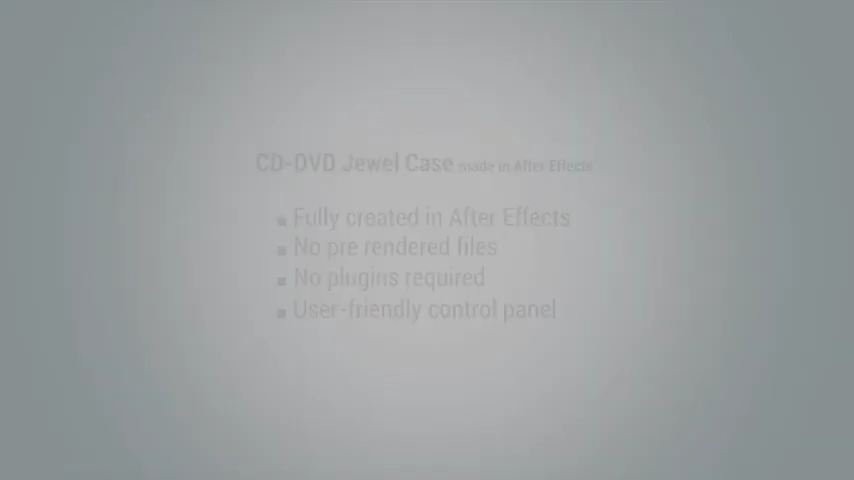 CD-DVD Jewel Case made in After Effects
▪ Fully created in After Effects
▪ No pre rendered files
▪ No plugins required
▪ User-friendly control panel